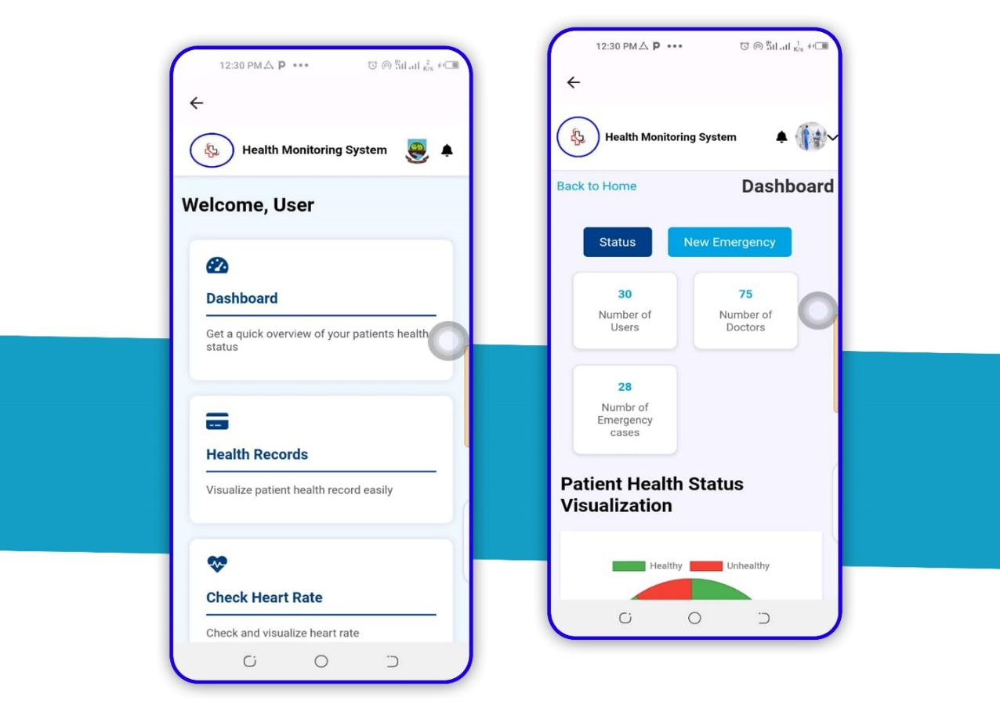 12:30 PM P •••
2
K/s
Health Monitoring System
Welcome, User
Dashboard
Get a quick overview of your patients health
status
Health Records
Visualize patient health record easily
Check Heart Rate
Check and visualize heart rate
12:30 PM P •••
1
K/s
Health Monitoring System
Back to Home
Dashboard
Status
New Emergency
30
Number of
Users
75
Number of
Doctors
28
Numbr of
Emergency
cases
Patient Health Status
Visualization
Healthy
Unhealthy